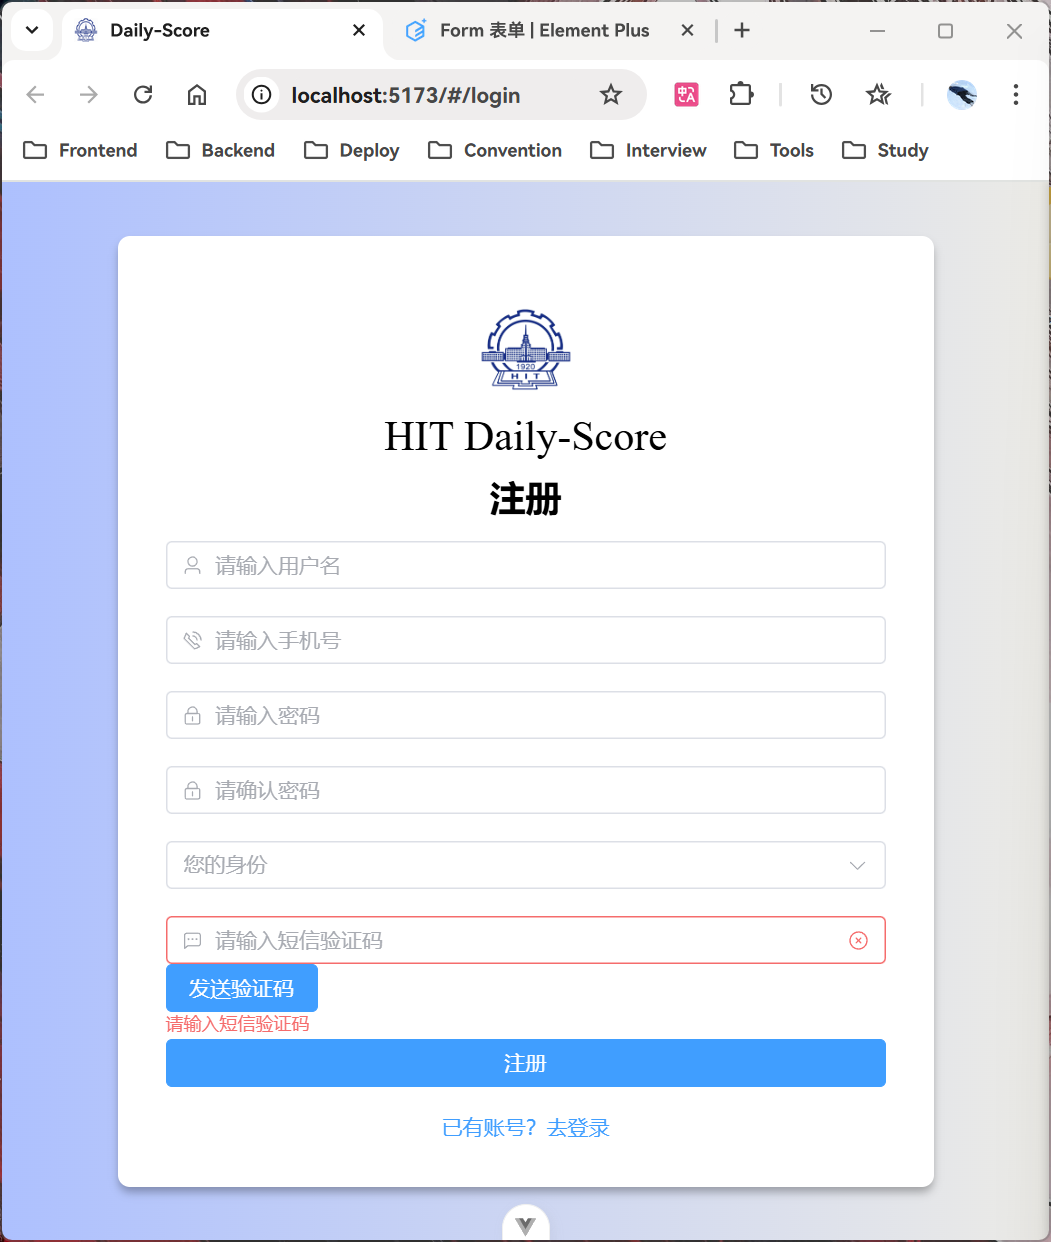 Daily-Score
Form 表单 | Element Plus
localhost:5173/#/login
Frontend
Backend
Deploy
Convention
Interview
Tools
Study
1920
HIT
HIT Daily-Score
注册
请输入用户名
请输入手机号
请输入密码
请确认密码
您的身份
请输入短信验证码
发送验证码
请输入短信验证码
注册
已有账号？去登录